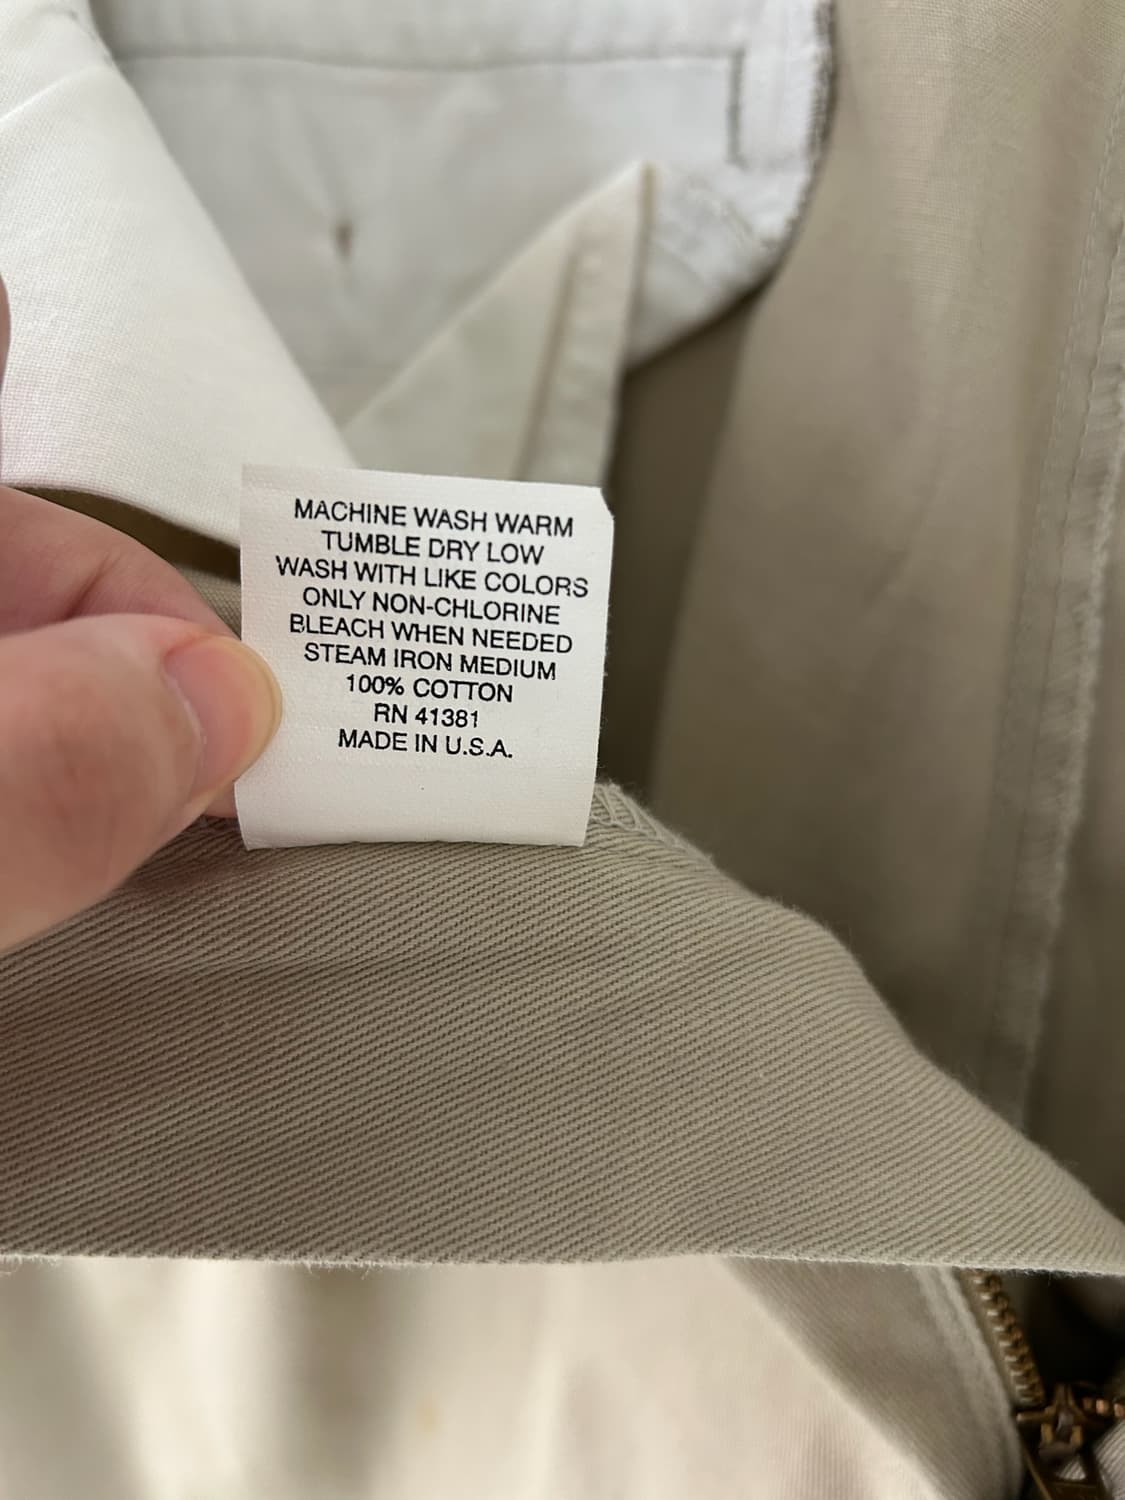 MACHINE WASH WARM
TUMBLE DRY LOW
WASH WITH LIKE COLORS
ONLY NON-CHLORINE
BLEACH WHEN NEEDED
STEAM IRON MEDIUM
100% COTTON
RN 41381
MADE IN U.S.A.